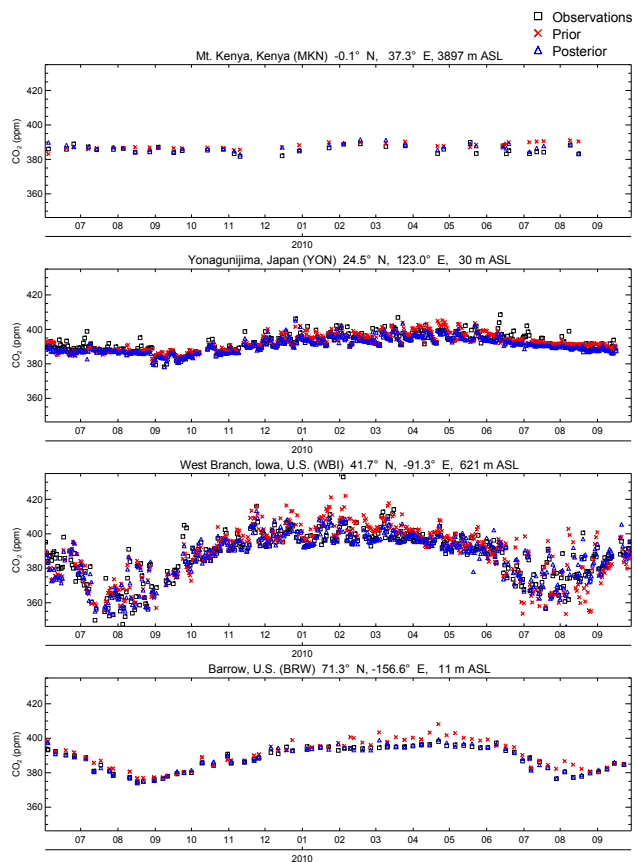 Observations
Prior
Posterior
Mt. Kenya, Kenya (MKN) -0.1° N, 37.3° E, 3897 m ASL
420
400
380
360
CO2 (ppm)
07 08 09 10 11 12 01 02 03 04 05 06 07 08 09
2010
Yonagunijima, Japan (YON) 24.5° N, 123.0° E, 30 m ASL
420
400
380
360
CO2 (ppm)
07 08 09 10 11 12 01 02 03 04 05 06 07 08 09
2010
West Branch, Iowa, U.S. (WBI) 41.7° N, -91.3° E, 621 m ASL
420
400
380
360
CO2 (ppm)
07 08 09 10 11 12 01 02 03 04 05 06 07 08 09
2010
Barrow, U.S. (BRW) 71.3° N, -156.6° E, 11 m ASL
420
400
380
360
CO2 (ppm)
07 08 09 10 11 12 01 02 03 04 05 06 07 08 09
2010